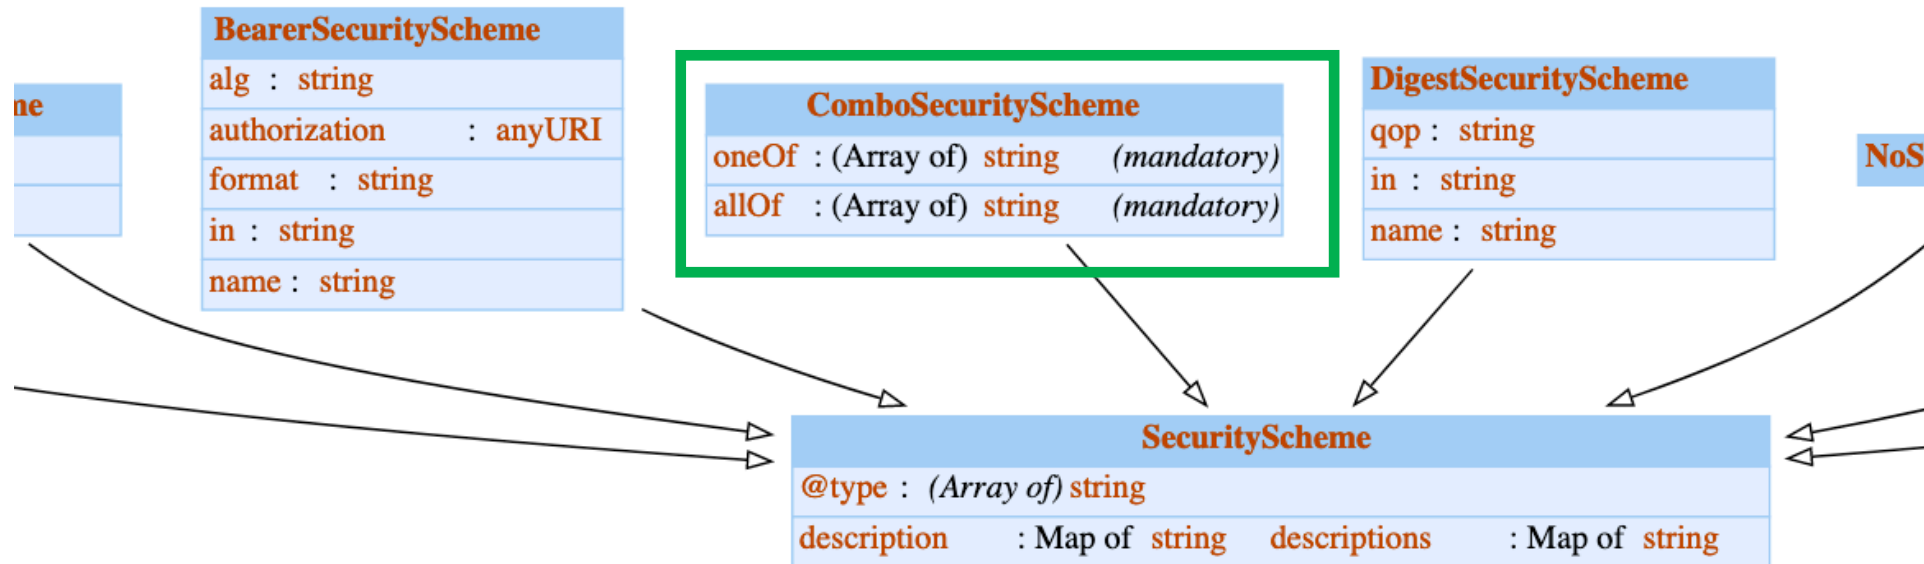 BearerSecurityScheme
alg : string
authorization : anyURI
format : string
in : string
name : string
ComboSecurityScheme
oneOf : (Array of) string (mandatory)
allOf : (Array of) string (mandatory)
DigestSecurityScheme
qop : string
in : string
name : string
NoS
me
SecurityScheme
@type : (Array of) string
description : Map of string descriptions : Map of string